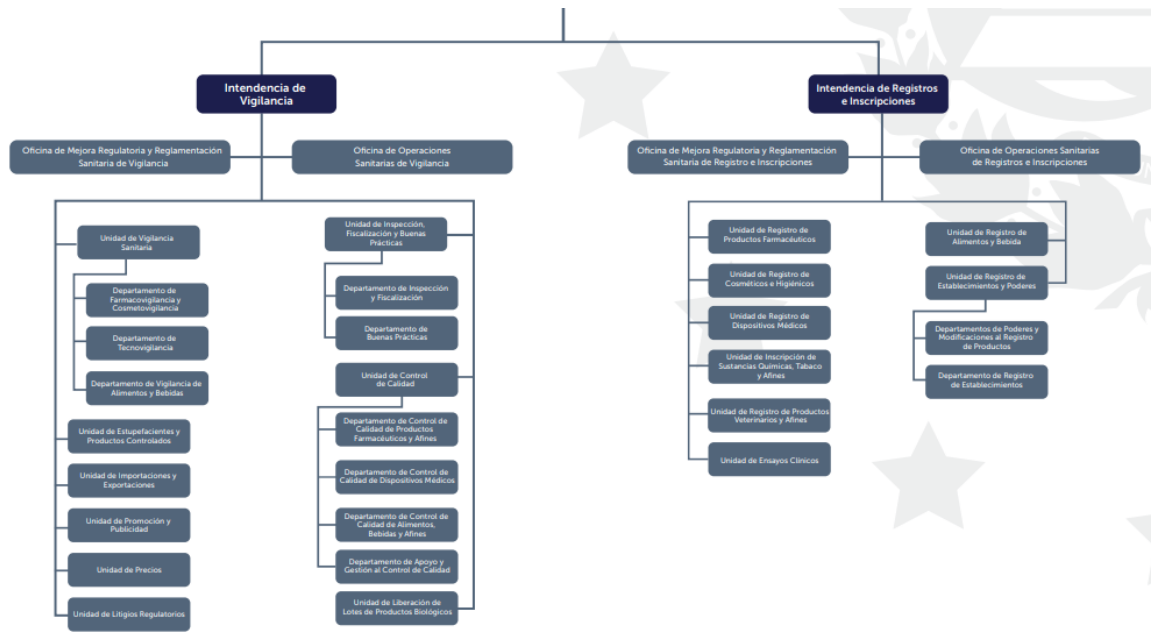 Intendencia de
Vigilancia
Oficina de Mejora Regulatoria y Reglamentación
Sanitaria de Vigilancia
Oficina de Operaciones
Sanitarias de Vigilancia
Unidad de Vigilancia
Sanitaria
Departamento de
Farmacovigilancia y
Cosmetovigilancia
Departamento de
Tecnovigilancia
Departamento de Vigilancia de
Alimentos y Bebidas
Unidad de Estupefacientes y
Productos Controlados
Unidad de Importaciones y
Exportaciones
Unidad de Promoción y
Publicidad
Unidad de Precios
Unidad de Litigios Regulatorios
Unidad de Inspección,
Fiscalización y Buenas
Prácticas
Departamento de Inspección
y Fiscalización
Departamento de
Buenas Prácticas
Unidad de Control
de Calidad
Departamento de Control de
Calidad de Productos
Farmacéuticos y Afines
Departamento de Control de
Calidad de Dispositivos Médicos
Departamento de Control de
Calidad de Alimentos,
Bebidas y Afines
Departamento de Apoyo y
Gestión al Control de Calidad
Unidad de Liberación de
Lotes de Productos Biológicos
Intendencia de Registros
e Inscripciones
Oficina de Mejora Regulatoria y Reglamentación
Sanitaria de Registro e Inscripciones
Oficina de Operaciones Sanitarias
de Registros e Inscripciones
Unidad de Registro de
Productos Farmacéuticos
Unidad de Registro de
Cosméticos e Higiénicos
Unidad de Registro de
Dispositivos Médicos
Unidad de Inscripción de
Sustancias Químicas, Tabaco
y Afines
Unidad de Registro de Productos
Veterinarios y Afines
Unidad de Ensayos Clínicos
Unidad de Registro de
Alimentos y Bebida
Unidad de Registro de
Establecimientos y Poderes
Departamentos de Poderes y
Modificaciones al Registro
de Productos
Departamento de Registro
de Establecimientos